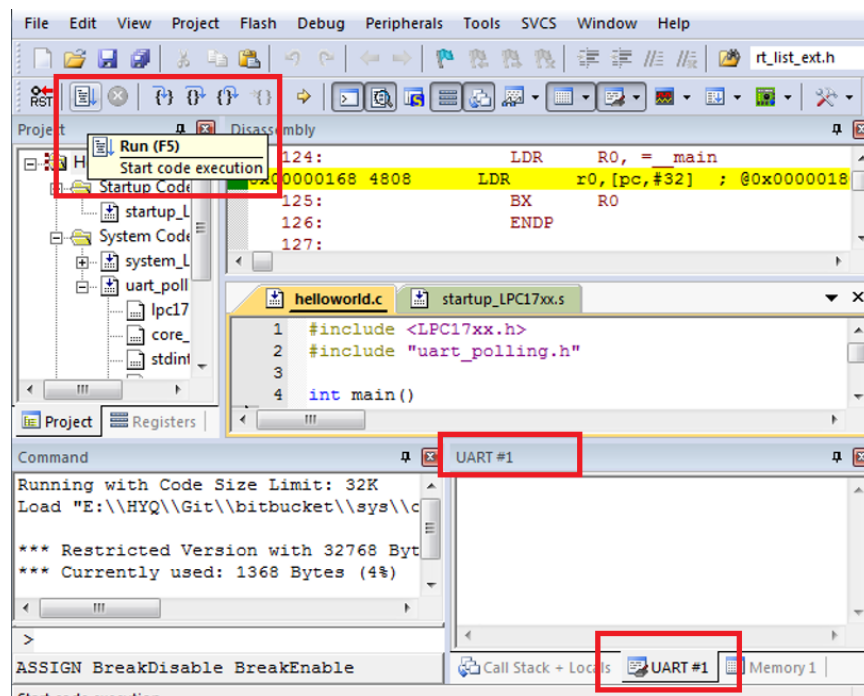 File Edit View Project Flash Debug Peripherals Tools SVCS Window Help
rt_list_ext.h
RST
Project
Disassembly
Run (F5)
Start code execution
124: LDR R0, =__main
0x00000168 4808 LDR r0,[pc,#32] ; @0x0000018
125: BX R0
126: ENDP
127:
Startup Code
startup_L
System Code
system_L
uart_poll
lpc17
core_
stdint
helloworld.c startup_LPC17xx.s
1 #include <LPC17xx.h>
2 #include "uart_polling.h"
3
4 int main()
Project Registers
Command
UART #1
Running with Code Size Limit: 32K
Load "E:\\HYQ\\Git\\bitbucket\\sys\\c
*** Restricted Version with 32768 Byt
*** Currently used: 1368 Bytes (4%)
>
ASSIGN BreakDisable BreakEnable
Call Stack + Locals UART #1 Memory 1